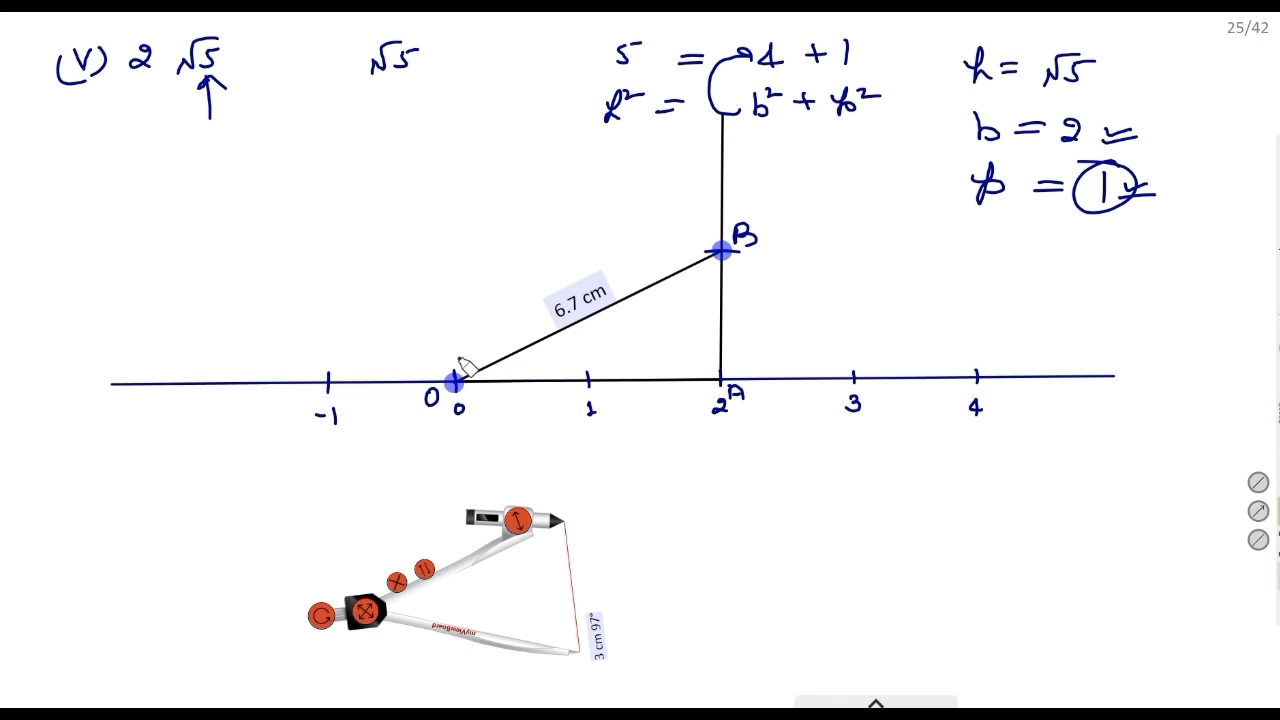 25/42
(v) 2 √5 √5 5 = 4 + 1 h = √5
h² = b² + p² b = 2
p = 1
B
6.7 cm
O A
-1 0 1 2 3 4
myViewBoard
3 cm 97°